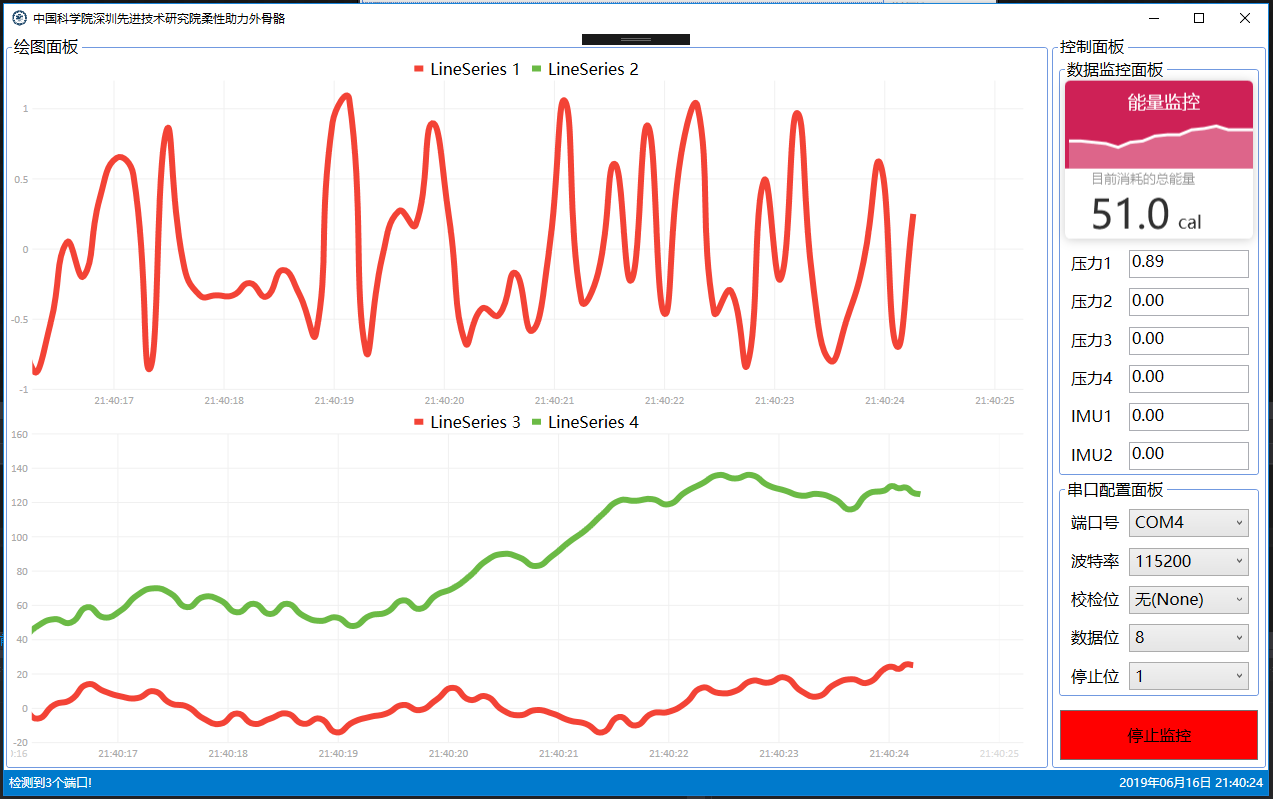 中国科学院深圳先进技术研究院柔性助力外骨骼
绘图面板
LineSeries 1 LineSeries 2
1
0.5
0
-0.5
-1
21:40:17 21:40:18 21:40:19 21:40:20 21:40:21 21:40:22 21:40:23 21:40:24 21:40:25
LineSeries 3 LineSeries 4
160
140
120
100
80
60
40
20
0
-20
21:40:17 21:40:18 21:40:19 21:40:20 21:40:21 21:40:22 21:40:23 21:40:24 21:40:25
控制面板
数据监控面板
能量监控
目前消耗的总能量
51.0 cal
压力1 0.89
压力2 0.00
压力3 0.00
压力4 0.00
IMU1 0.00
IMU2 0.00
串口配置面板
端口号 COM4
波特率 115200
校检位 无(None)
数据位 8
停止位 1
停止监控
检测到3个端口!
2019年06月16日 21:40:24